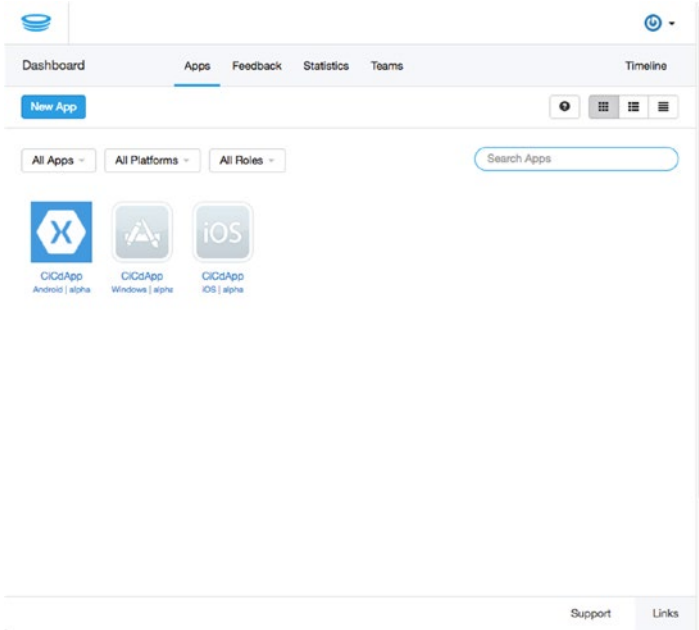 Dashboard Apps Feedback Statistics Teams Timeline
New App
All Apps All Platforms All Roles Search Apps
X iOS
CiCdApp CiCdApp CiCdApp
Android | alpha Windows | alpha iOS | alpha
Support Links